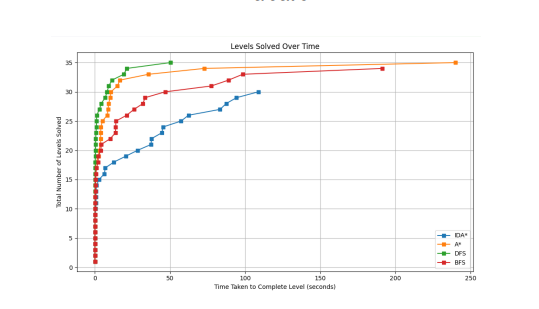 Levels Solved Over Time
Total Number of Levels Solved
35
30
25
20
15
10
5
0
0 50 100 150 200 250
Time Taken to Complete Level (seconds)
IDA*
A*
DFS
BFS